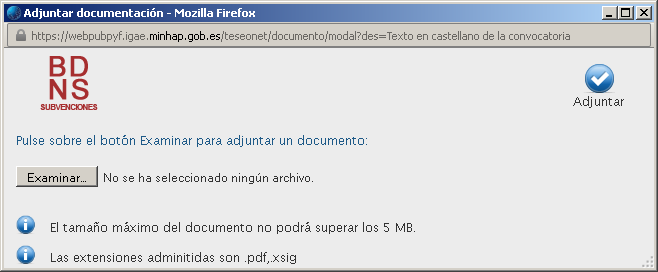 Adjuntar documentación - Mozilla Firefox
https://webpubpyf.igae.minhap.gob.es/teseonet/documento/modal?des=Texto en castellano de la convocatoria
BD
NS
SUBVENCIONES
Adjuntar
Pulse sobre el botón Examinar para adjuntar un documento:
Examinar... No se ha seleccionado ningún archivo.
El tamaño máximo del documento no podrá superar los 5 MB.
Las extensiones adminitidas son .pdf,.xsig